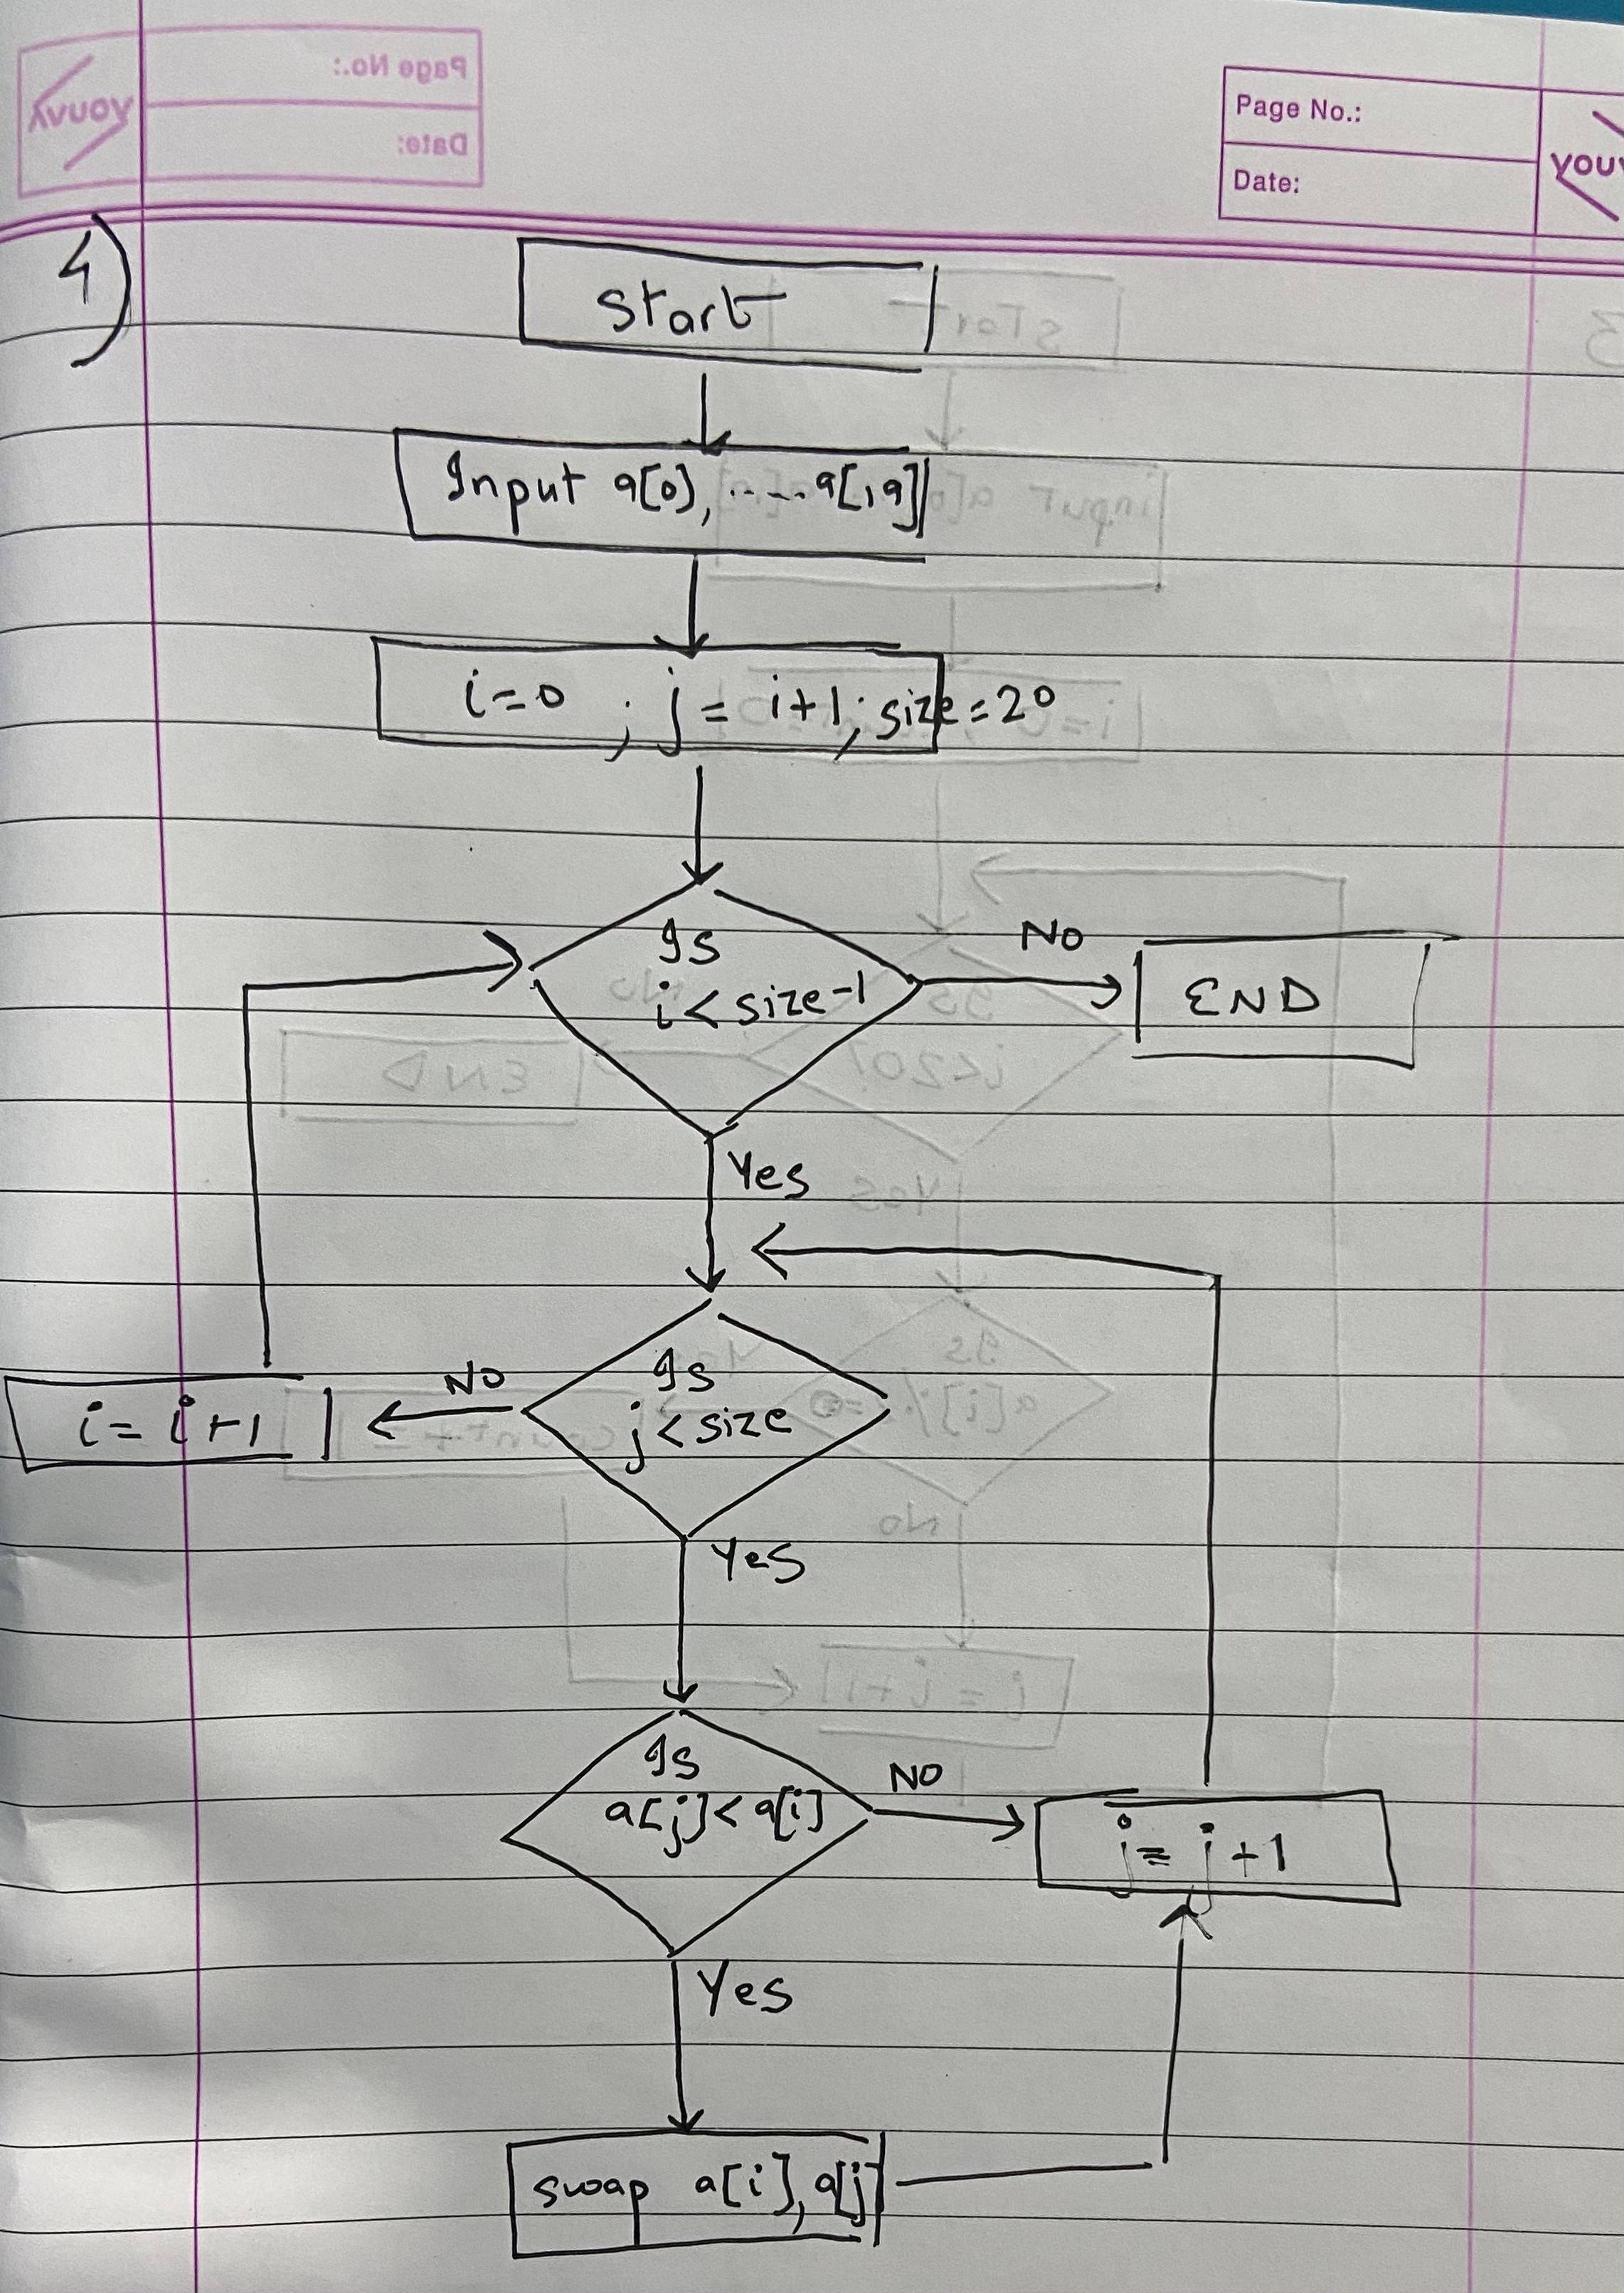 Page No.:
Date:
youv
4)
start
Input a[0], ..... a[19]
i=0 ; j = i+1; size=20
Is
i < size-1
NO
END
Yes
Is
j < size
NO
i = i+1
Yes
Is
a[j] < a[i]
NO
j = j+1
Yes
swap a[i], a[j]